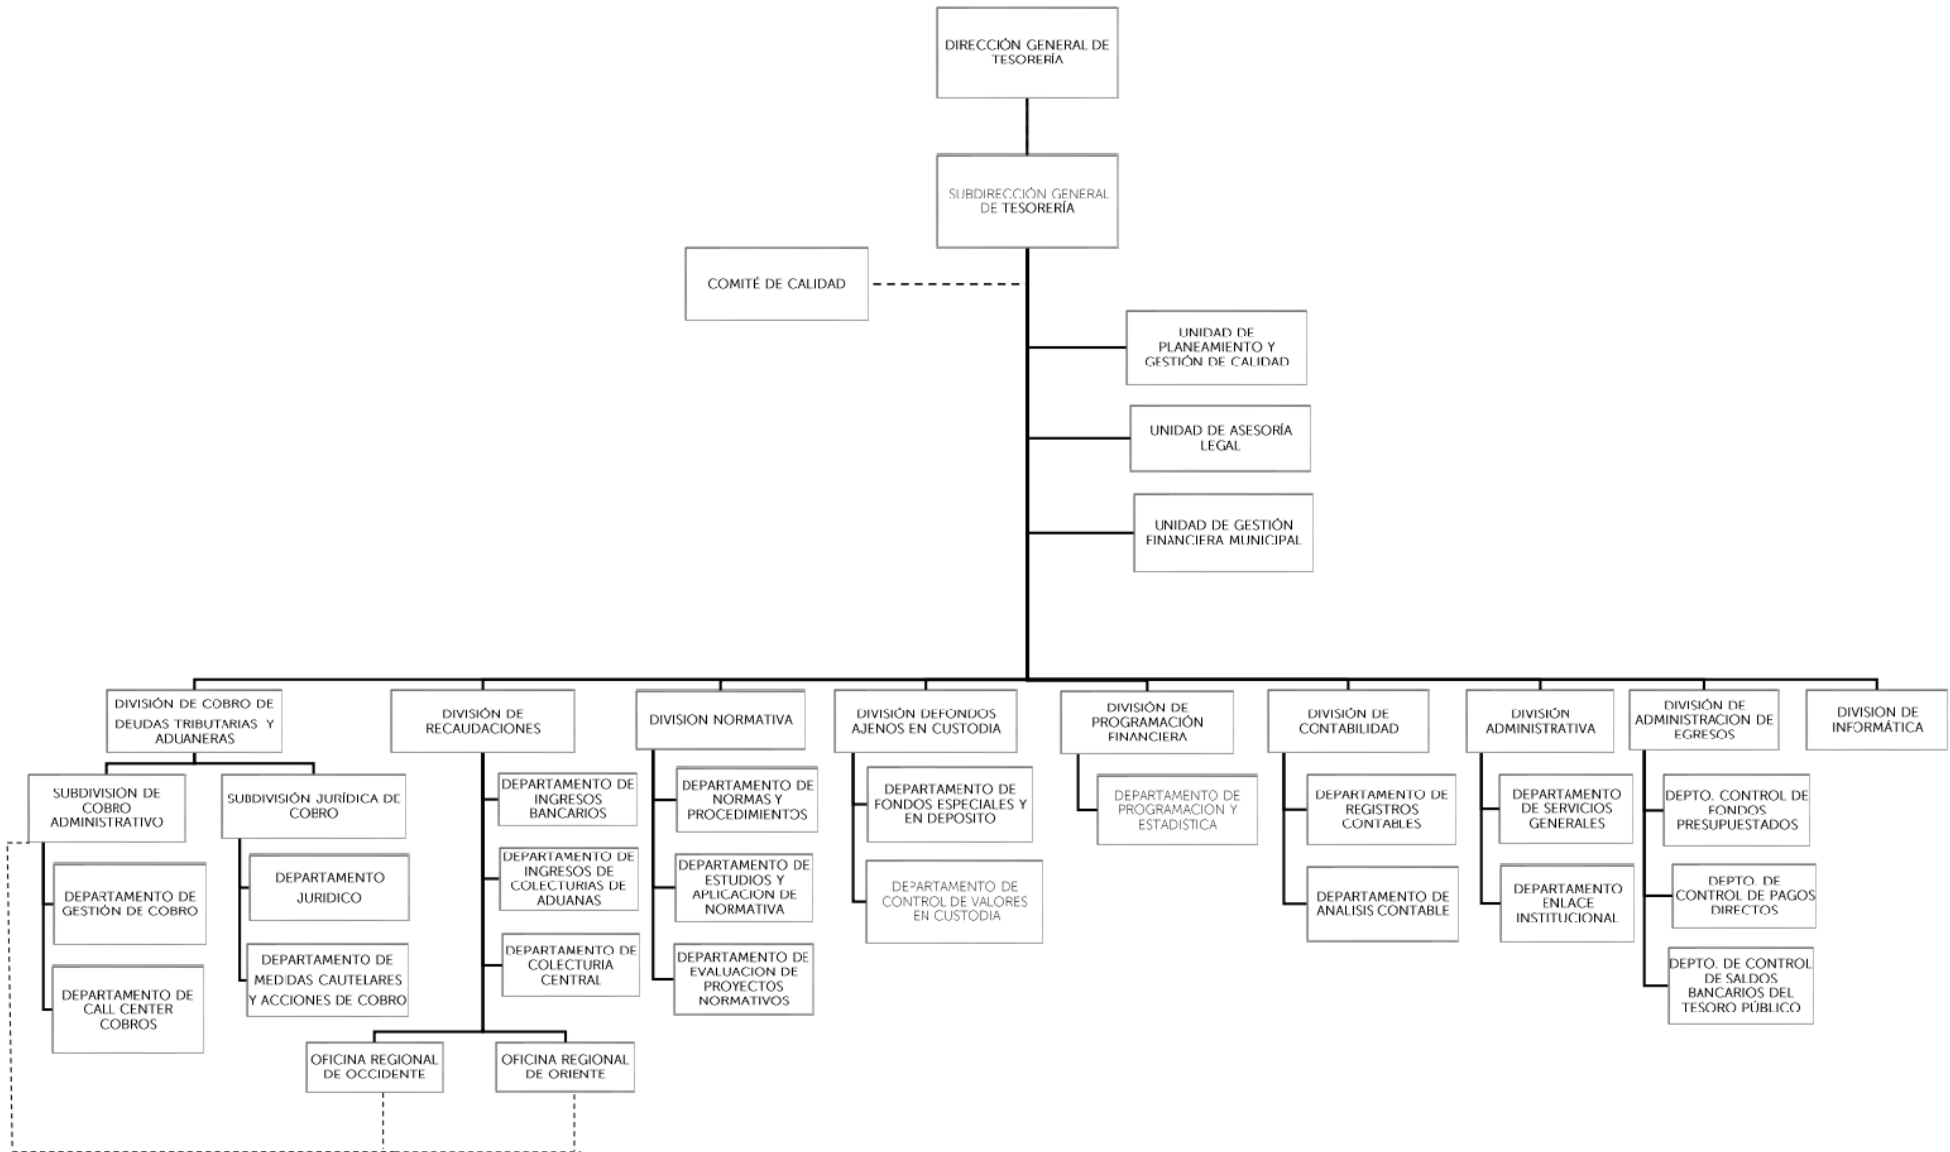 DIRECCIÓN GENERAL DE
TESORERÍA
SUBDIRECCIÓN GENERAL
DE TESORERÍA
COMITÉ DE CALIDAD
UNIDAD DE
PLANEAMIENTO Y
GESTIÓN DE CALIDAD
UNIDAD DE ASESORÍA
LEGAL
UNIDAD DE GESTIÓN
FINANCIERA MUNICIPAL
DIVISIÓN DE COBRO DE
DEUDAS TRIBUTARIAS Y
ADUANERAS
DIVISIÓN DE
RECAUDACIONES
DIVISION NORMATIVA
DIVISIÓN DEFONDOS
AJENOS EN CUSTODIA
DIVISIÓN DE
PROGRAMACIÓN
FINANCIERA
DIVISIÓN DE
CONTABILIDAD
DIVISIÓN
ADMINISTRATIVA
DIVISIÓN DE
ADMINISTRACION DE
EGRESOS
DIVISION DE
INFORMÁTICA
SUBDIVISIÓN DE
COBRO
ADMINISTRATIVO
SUBDIVISIÓN JURÍDICA DE
COBRO
DEPARTAMENTO DE
GESTIÓN DE COBRO
DEPARTAMENTO DE
CALL CENTER
COBROS
DEPARTAMENTO
JURIDICO
DEPARTAMENTO DE
MEDIDAS CAUTELARES
Y ACCIONES DE COBRO
DEPARTAMENTO DE
INGRESOS
BANCARIOS
DEPARTAMENTO DE
INGRESOS DE
COLECTURIAS DE
ADUANAS
DEPARTAMENTO DE
COLECTURIA
CENTRAL
OFICINA REGIONAL
DE OCCIDENTE
OFICINA REGIONAL
DE ORIENTE
DEPARTAMENTO DE
NORMAS Y
PROCEDIMIENTOS
DEPARTAMENTO DE
ESTUDIOS Y
APLICACION DE
NORMATIVA
DEPARTAMENTO DE
EVALUACION DE
PROYECTOS
NORMATIVOS
DEPARTAMENTO DE
FONDOS ESPECIALES Y
EN DEPOSITO
DEPARTAMENTO DE
CONTROL DE VALORES
EN CUSTODIA
DEPARTAMENTO DE
PROGRAMACION Y
ESTADISTICA
DEPARTAMENTO DE
REGISTROS
CONTABLES
DEPARTAMENTO DE
ANALISIS CONTABLE
DEPARTAMENTO
DE SERVICIOS
GENERALES
DEPARTAMENTO
ENLACE
INSTITUCIONAL
DEPTO. CONTROL DE
FONDOS
PRESUPUESTADOS
DEPTO. DE
CONTROL DE PAGOS
DIRECTOS
DEPTO. DE CONTROL
DE SALDOS
BANCARIOS DEL
TESORO PÚBLICO